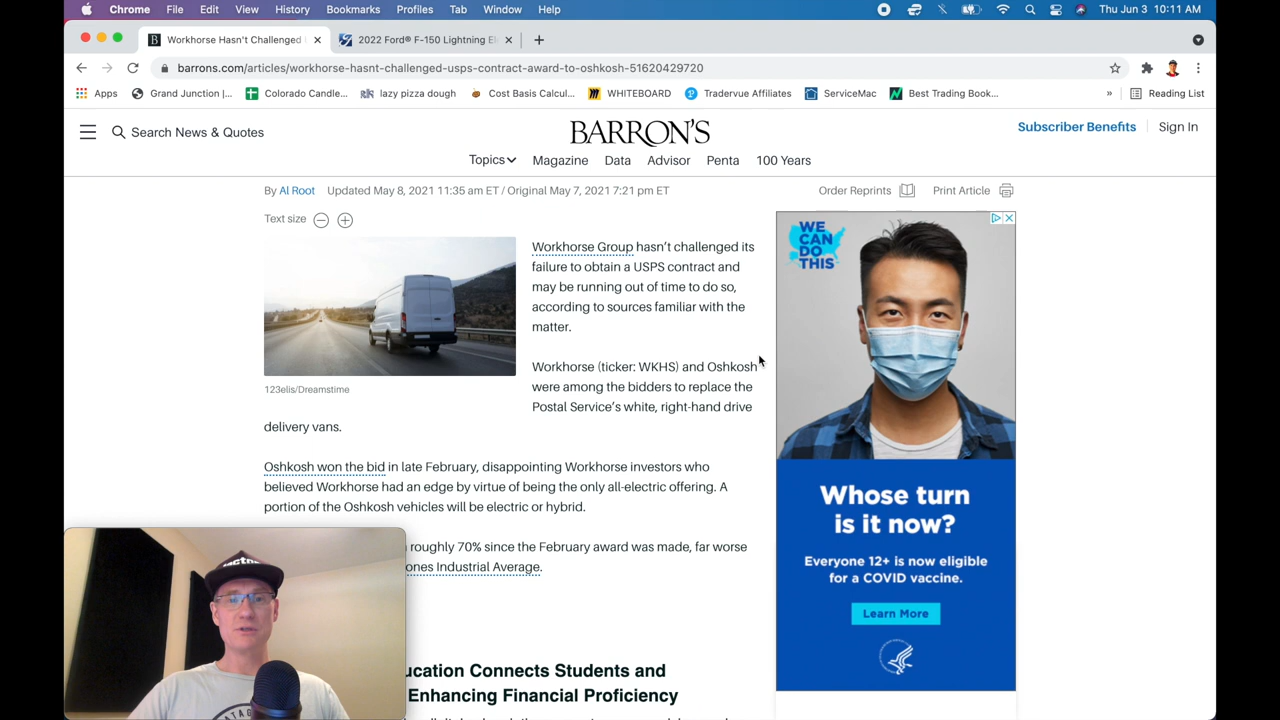 Chrome File Edit View History Bookmarks Profiles Tab Window Help Thu Jun 3 10:11 AM
Workhorse Hasn't Challenged 2022 Ford® F-150 Lightning El
barrons.com/articles/workhorse-hasnt-challenged-usps-contract-award-to-oshkosh-51620429720
Apps Grand Junction |... Colorado Candle... lazy pizza dough Cost Basis Calcul... WHITEBOARD Tradervue Affiliates ServiceMac Best Trading Book... » Reading List
Search News & Quotes
BARRON'S
Subscriber Benefits Sign In
Topics Magazine Data Advisor Penta 100 Years
By Al Root Updated May 8, 2021 11:35 am ET / Original May 7, 2021 7:21 pm ET
Order Reprints Print Article
Text size
Workhorse Group hasn't challenged its
failure to obtain a USPS contract and
may be running out of time to do so,
according to sources familiar with the
matter.
123elis/Dreamstime
Workhorse (ticker: WKHS) and Oshkosh
were among the bidders to replace the
Postal Service's white, right-hand drive
delivery vans.
Oshkosh won the bid in late February, disappointing Workhorse investors who
believed Workhorse had an edge by virtue of being the only all-electric offering. A
portion of the Oshkosh vehicles will be electric or hybrid.
roughly 70% since the February award was made, far worse
ones Industrial Average.
ucation Connects Students and
Enhancing Financial Proficiency
WE
CAN
DO
THIS
Whose turn
is it now?
Everyone 12+ is now eligible
for a COVID vaccine.
Learn More